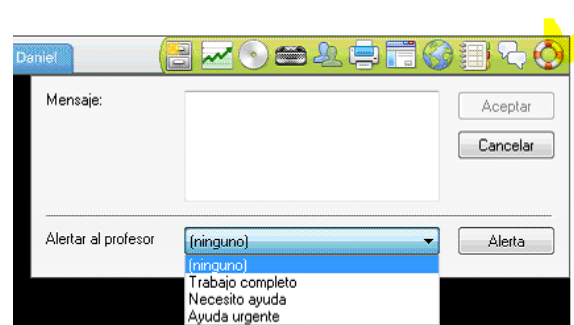 Daniel
Mensaje:
Aceptar
Cancelar
Alertar al profesor
(ninguno)
Alerta
(ninguno)
Trabajo completo
Necesito ayuda
Ayuda urgente